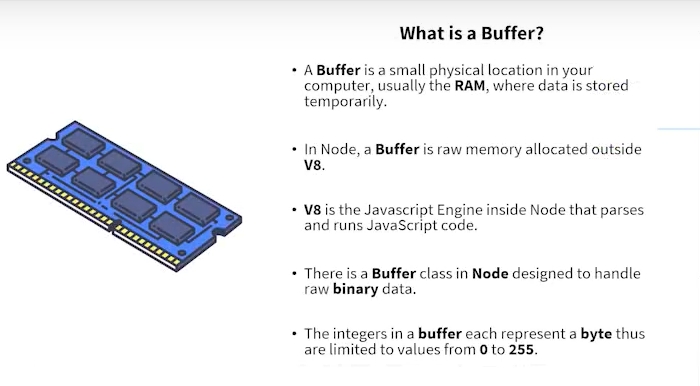 What is a Buffer?
• A Buffer is a small physical location in your
computer, usually the RAM, where data is stored
temporarily.
• In Node, a Buffer is raw memory allocated outside
V8.
• V8 is the Javascript Engine inside Node that parses
and runs JavaScript code.
• There is a Buffer class in Node designed to handle
raw binary data.
• The integers in a buffer each represent a byte thus
are limited to values from 0 to 255.